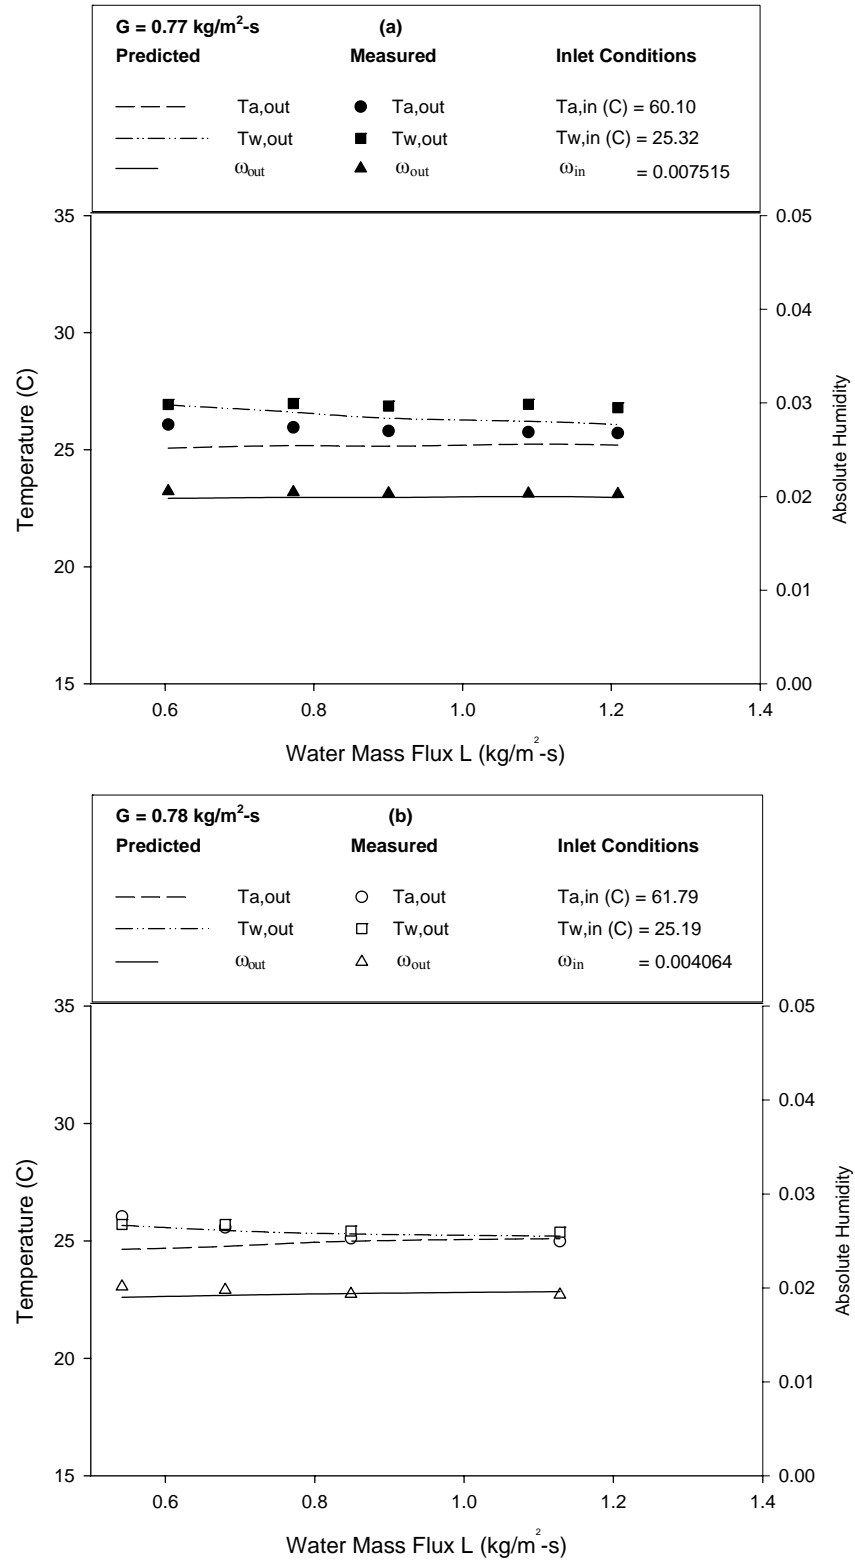 G = 0.77 kg/m²-s (a)
Predicted Measured Inlet Conditions
Ta,out Ta,out Ta,in (C) = 60.10
Tw,out Tw,out Tw,in (C) = 25.32
ωout ωout ωin = 0.007515
35 0.05
0.04
30
0.03
25
0.02
20
0.01
15 0.00
0.6 0.8 1.0 1.2 1.4
Temperature (C)
Absolute Humidity
Water Mass Flux L (kg/m²-s)
G = 0.78 kg/m²-s (b)
Predicted Measured Inlet Conditions
Ta,out Ta,out Ta,in (C) = 61.79
Tw,out Tw,out Tw,in (C) = 25.19
ωout ωout ωin = 0.004064
35 0.05
0.04
30
0.03
25
0.02
20
0.01
15 0.00
0.6 0.8 1.0 1.2 1.4
Temperature (C)
Absolute Humidity
Water Mass Flux L (kg/m²-s)